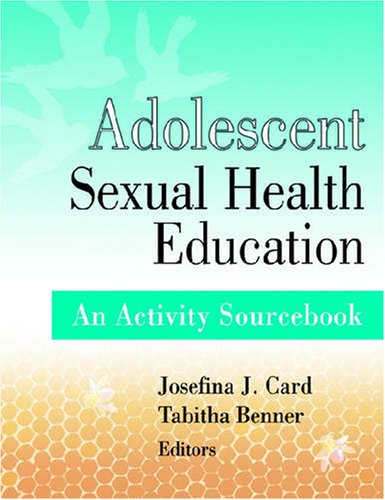 Adolescent
Sexual Health
Education
An Activity Sourcebook
Josefina J. Card
Tabitha Benner
Editors